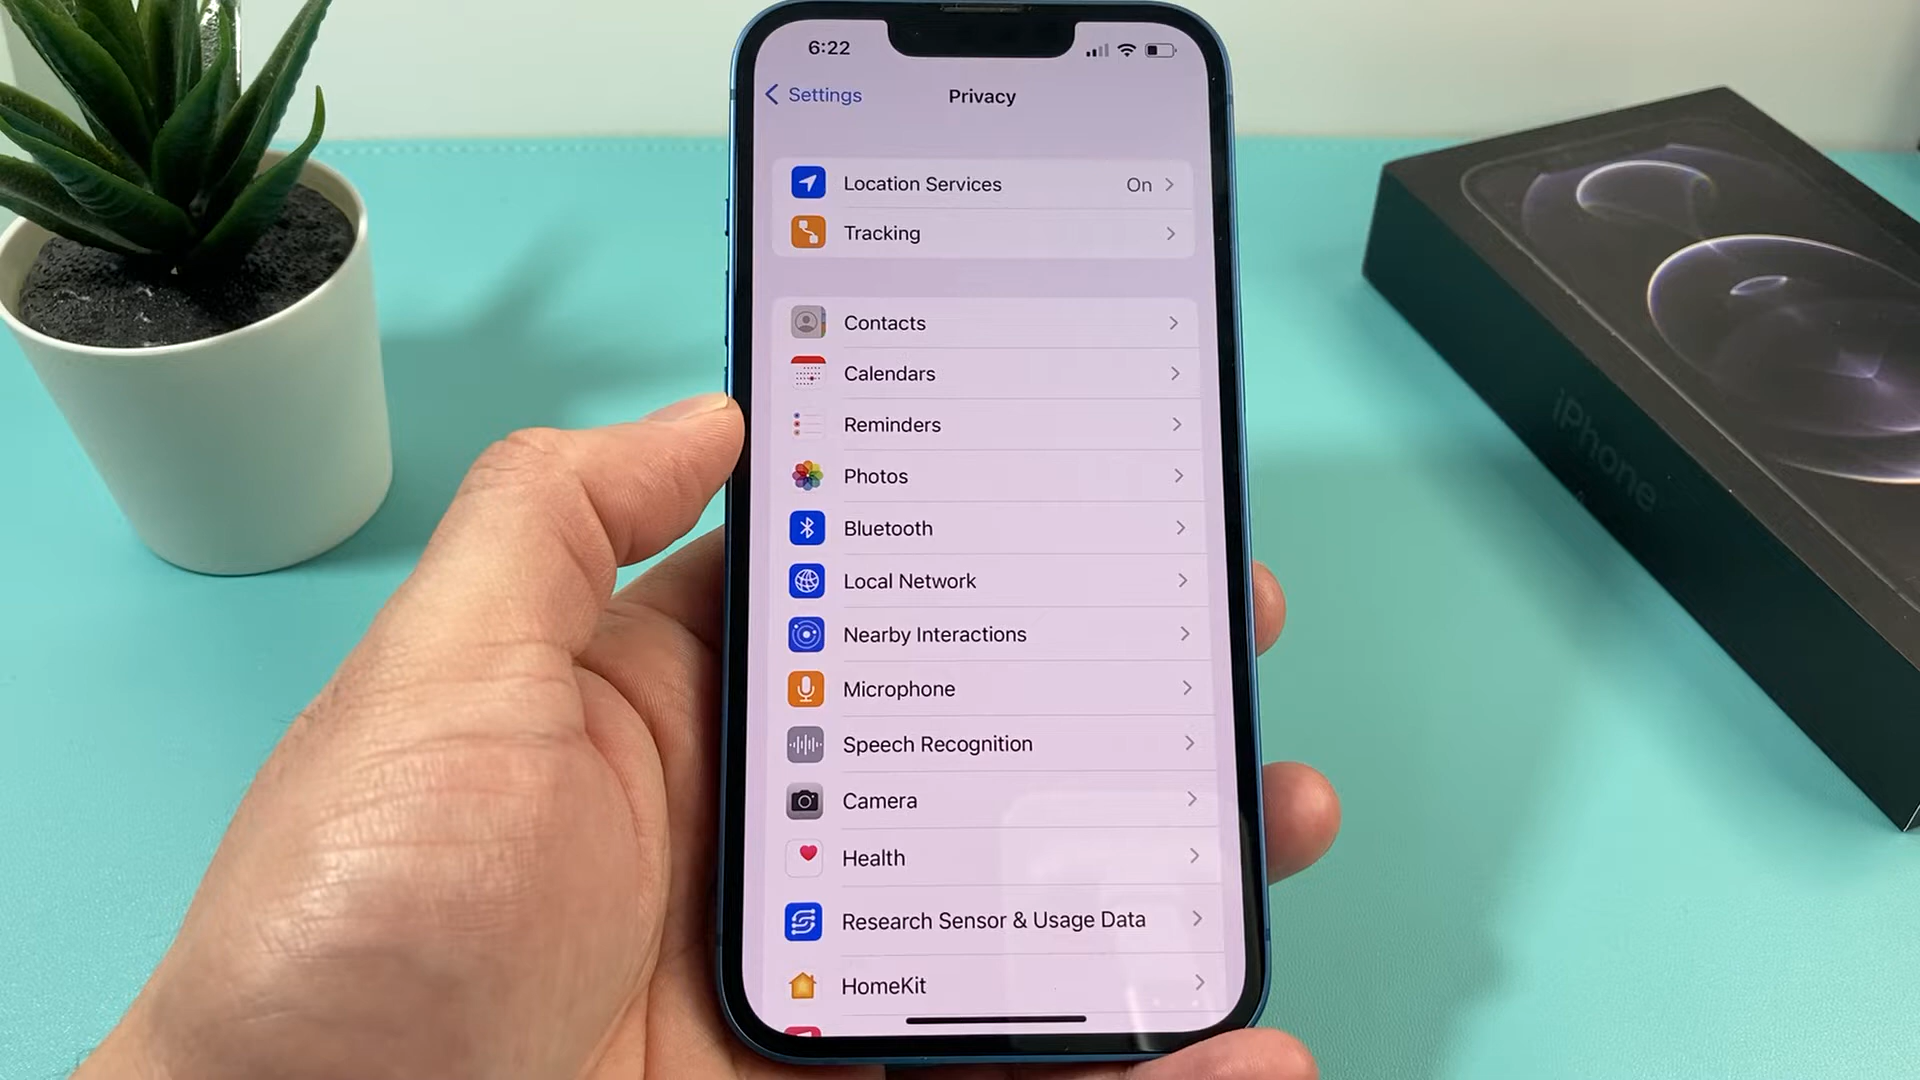 6:22
Settings
Privacy
Location Services On
Tracking
Contacts
Calendars
Reminders
Photos
Bluetooth
Local Network
Nearby Interactions
Microphone
Speech Recognition
Camera
Health
Research Sensor & Usage Data
HomeKit
iPhone